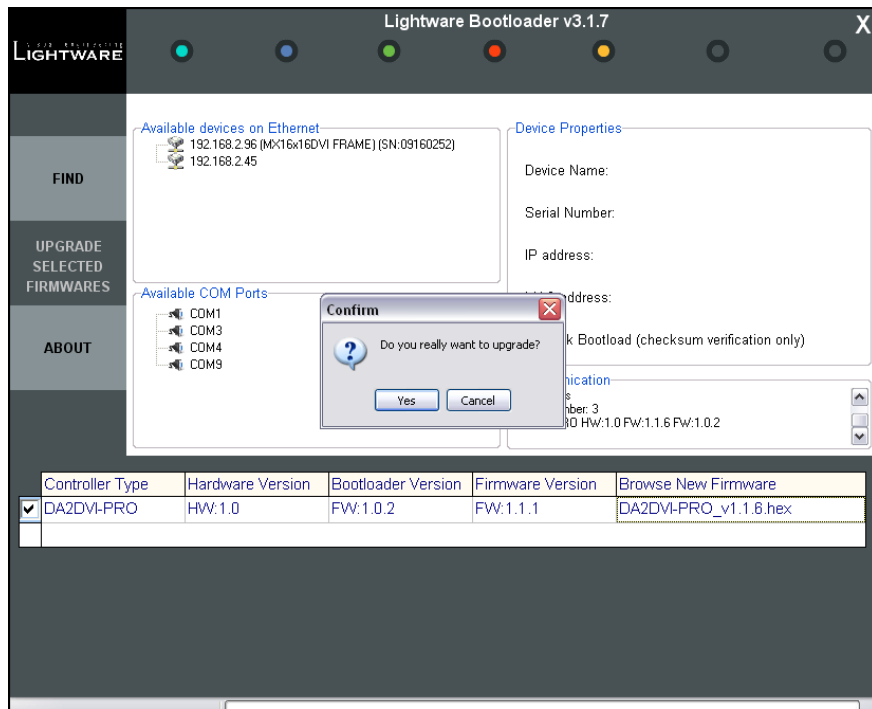 Lightware Bootloader v3.1.7
X
LIGHTWARE
FIND
UPGRADE
SELECTED
FIRMWARES
ABOUT
Available devices on Ethernet
192.168.2.96 (MX16x16DVI FRAME) (SN:09160252)
192.168.2.45
Available COM Ports
COM1
COM3
COM4
COM9
Device Properties
Device Name:
Serial Number:
IP address:
address:
k Bootload (checksum verification only)
nication
s
nber: 3
RO HW:1.0 FW:1.1.6 FW:1.0.2
Confirm
Do you really want to upgrade?
Yes
Cancel
Controller Type Hardware Version Bootloader Version Firmware Version Browse New Firmware
DA2DVI-PRO HW:1.0 FW:1.0.2 FW:1.1.1 DA2DVI-PRO_v1.1.6.hex